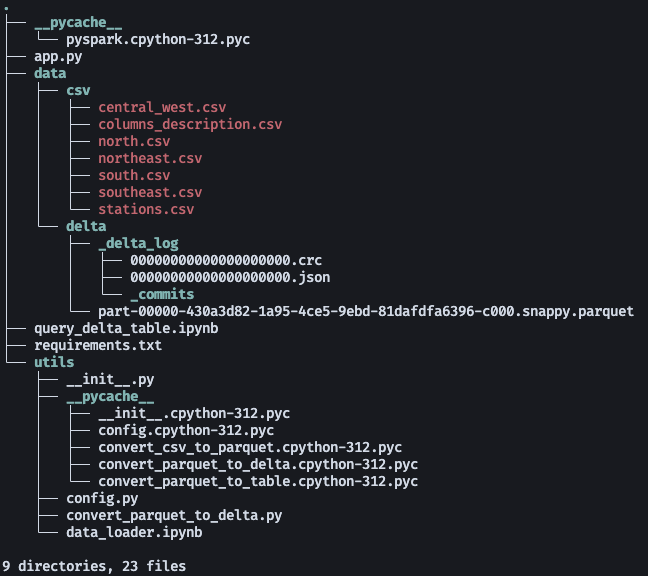 .
├── __pycache__
│   └── pyspark.cpython-312.pyc
├── app.py
├── data
│   ├── csv
│   │   ├── central_west.csv
│   │   ├── columns_description.csv
│   │   ├── north.csv
│   │   ├── northeast.csv
│   │   ├── south.csv
│   │   ├── southeast.csv
│   │   └── stations.csv
│   └── delta
│       ├── _delta_log
│       │   ├── 00000000000000000000.crc
│       │   ├── 00000000000000000000.json
│       │   └── _commits
│       └── part-00000-430a3d82-1a95-4ce5-9ebd-81dafdfa6396-c000.snappy.parquet
├── query_delta_table.ipynb
├── requirements.txt
└── utils
    ├── __init__.py
    ├── __pycache__
    │   ├── __init__.cpython-312.pyc
    │   ├── config.cpython-312.pyc
    │   ├── convert_csv_to_parquet.cpython-312.pyc
    │   ├── convert_parquet_to_delta.cpython-312.pyc
    │   └── convert_parquet_to_table.cpython-312.pyc
    ├── config.py
    ├── convert_parquet_to_delta.py
    └── data_loader.ipynb

9 directories, 23 files